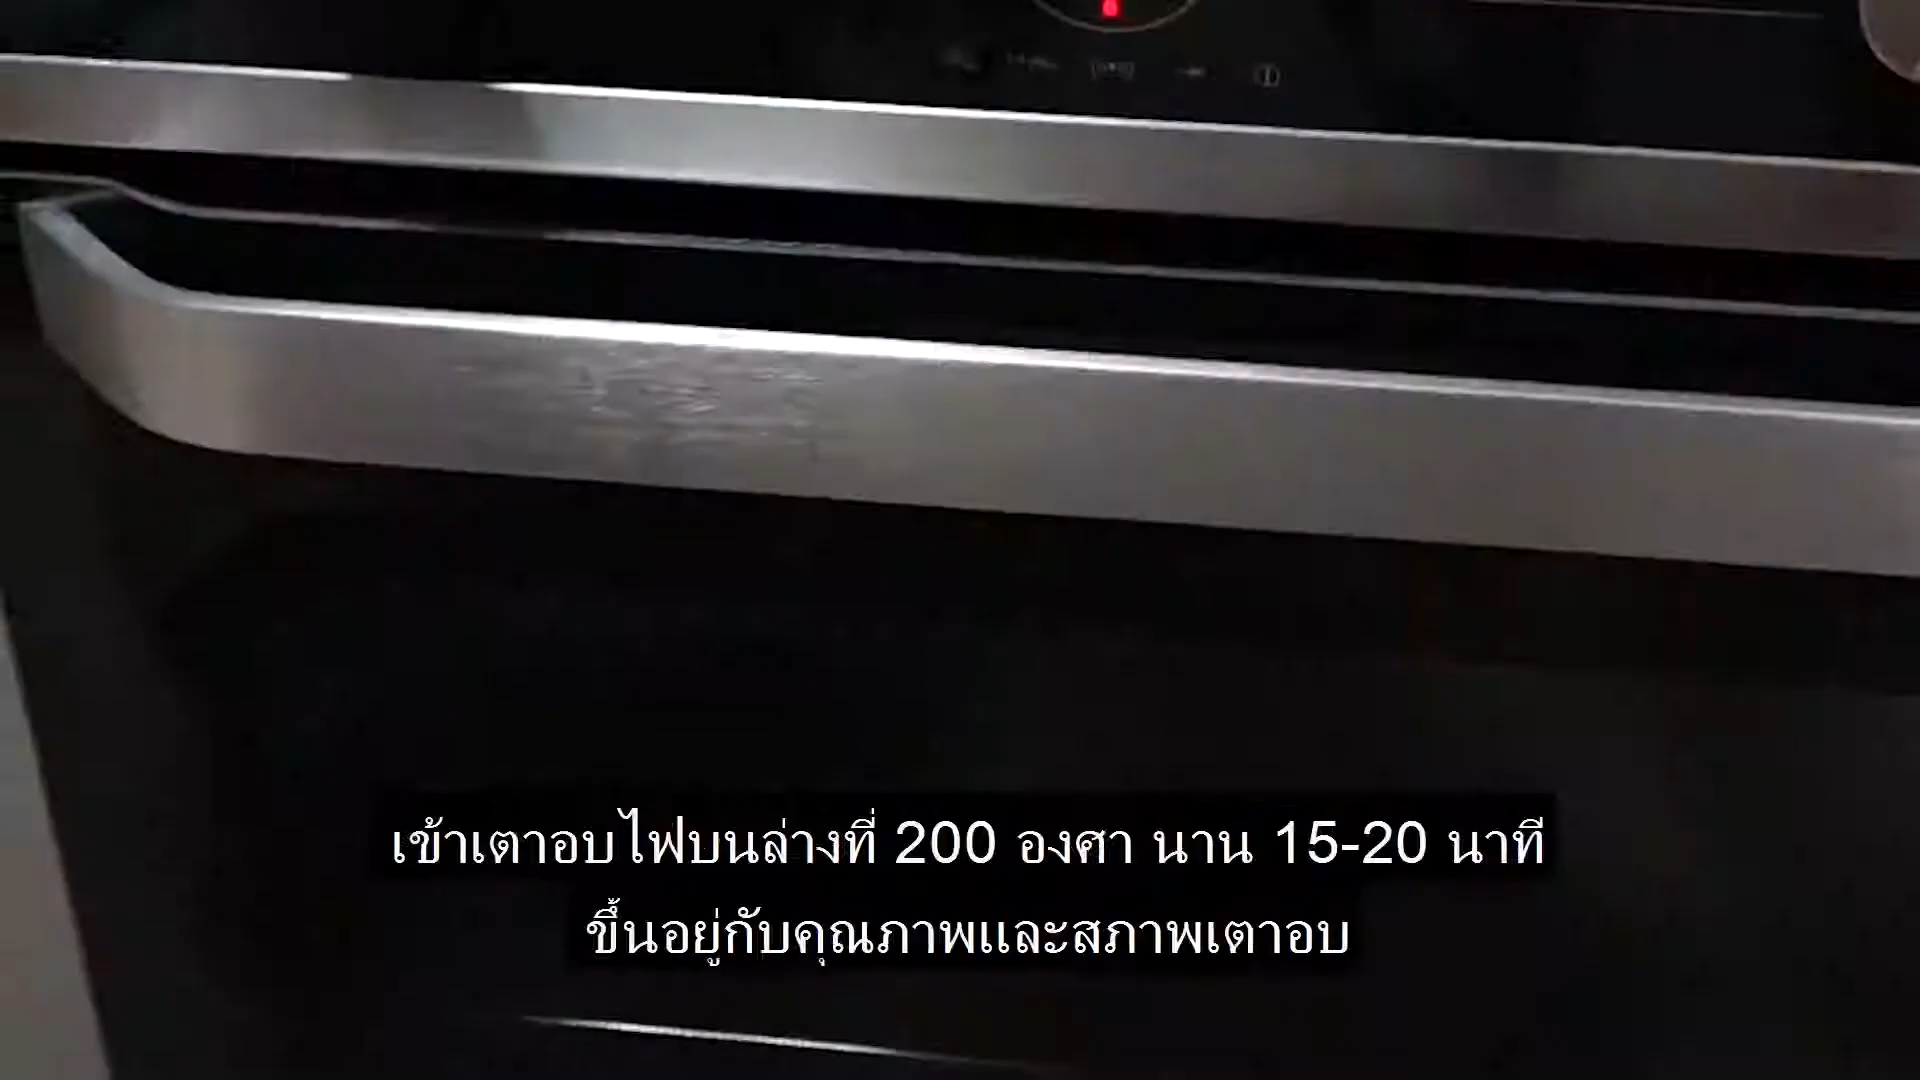 เข้าเตาอบไฟบนล่างที่ 200 องศา นาน 15-20 นาที
ขึ้นอยู่กับคุณภาพและสภาพเตาอบ